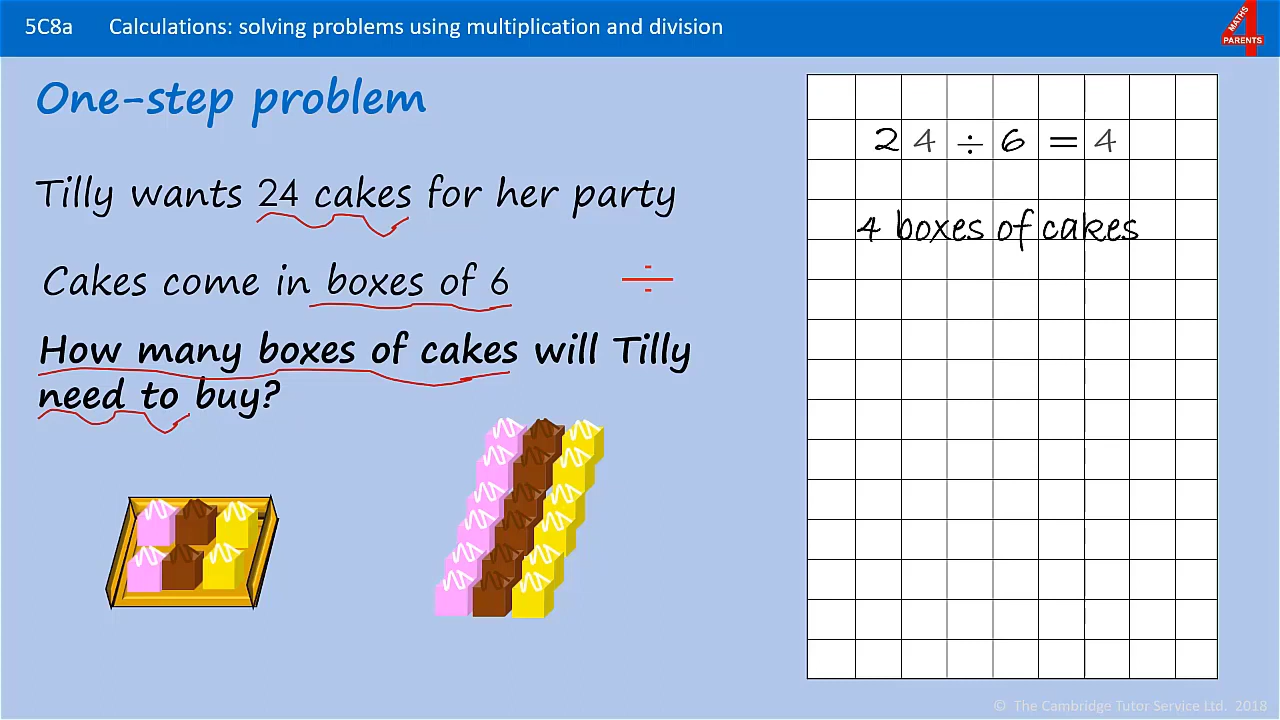 5C8a Calculations: solving problems using multiplication and division
MATHS
4
PARENTS
One-step problem
Tilly wants 24 cakes for her party
Cakes come in boxes of 6 ÷
How many boxes of cakes will Tilly
need to buy?
24 ÷ 6 = 4
4 boxes of cakes
© The Cambridge Tutor Service Ltd. 2018